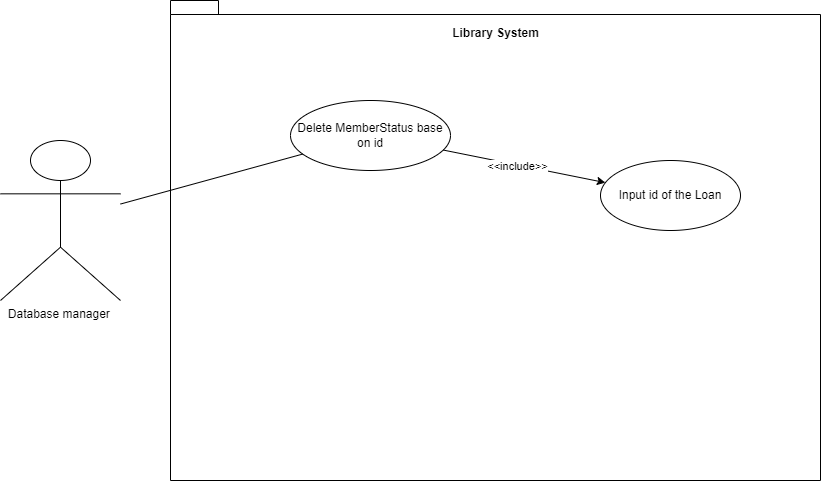 Library System
Delete MemberStatus base
on id
<<include>>
Input id of the Loan
Database manager